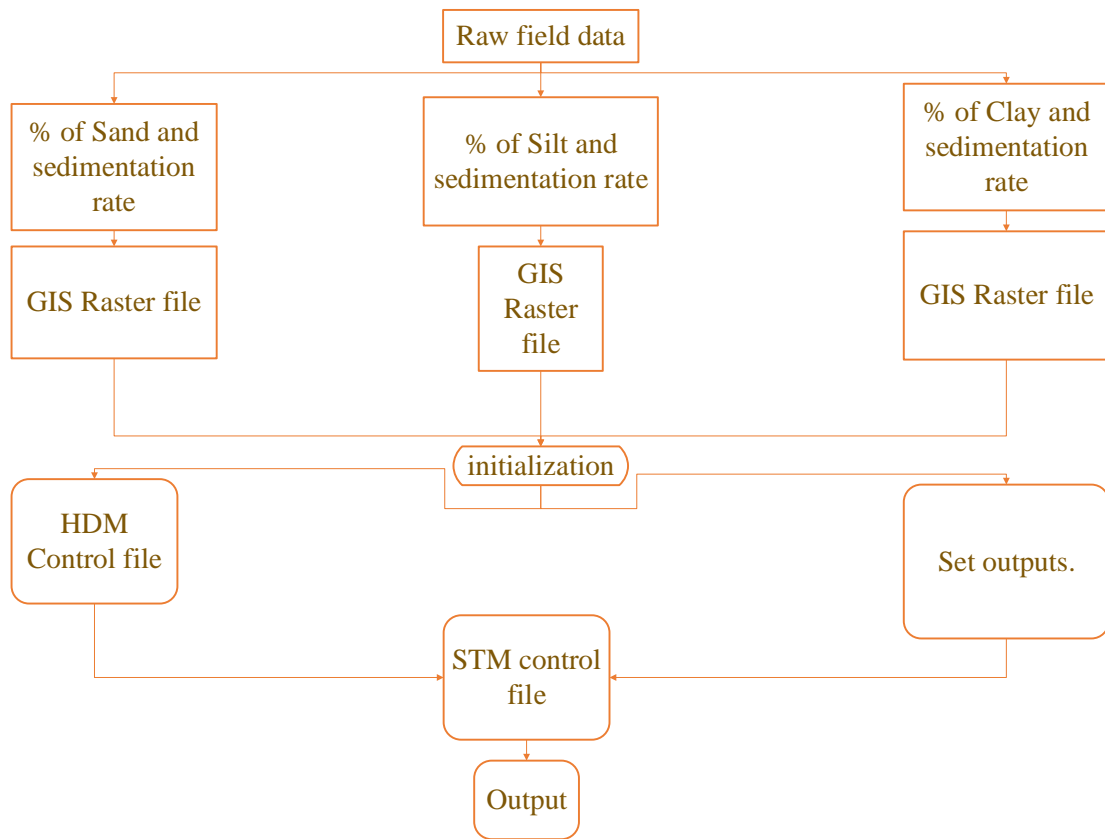 Raw field data
% of Sand and
sedimentation
rate
% of Silt and
sedimentation rate
% of Clay and
sedimentation
rate
GIS Raster file
GIS
Raster
file
GIS Raster file
initialization
HDM
Control file
Set outputs.
STM control
file
Output